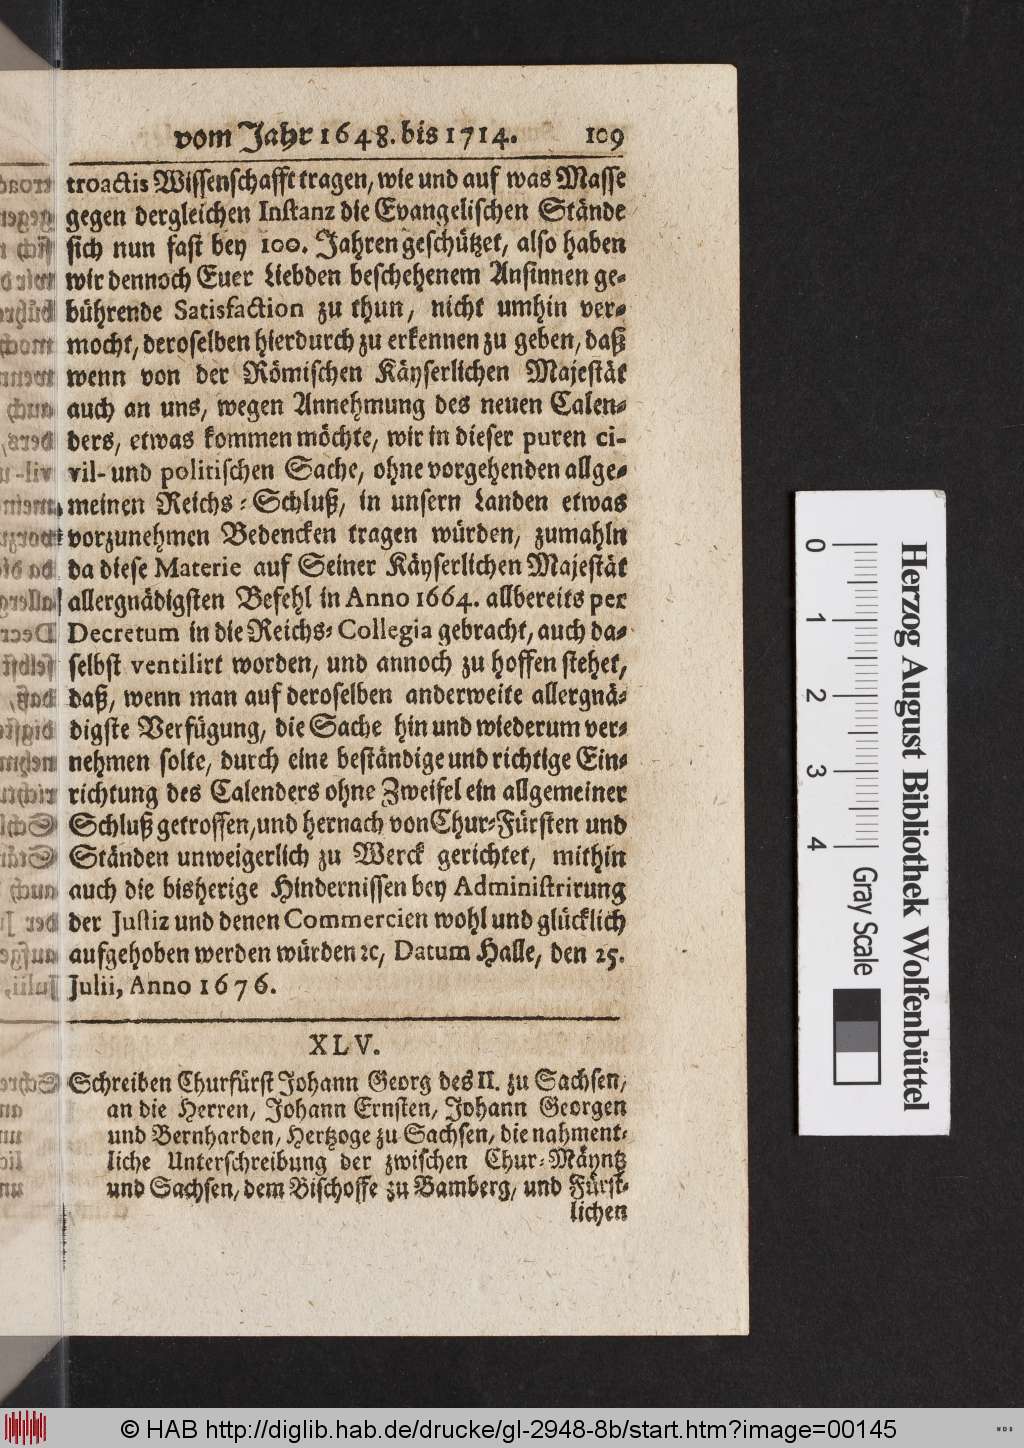 vom Jahr 1648. bis 1714. 109
troactis Wissenschafft tragen, wie und auf was Masse
gegen dergleichen Instanz die Evangelischen Stände
sich nun fast bey 100. Jahren geschützet, also haben
wir dennoch Euer Liebden beschehenem Ansinnen ge-
bührende Satisfaction zu thun, nicht umhin ver-
mocht, deroselben hierdurch zu erkennen zu geben, daß
wenn von der Römischen Käyserlichen Majestät
auch an uns, wegen Annehmung des neuen Calen-
ders, etwas kommen möchte, wir in dieser puren ci-
vil- und politischen Sache, ohne vorgehenden allge-
meinen Reichs-Schluß, in unsern Landen etwas
vorzunehmen Bedencken tragen würden, zumahln
da diese Materie auf Seiner Käyserlichen Majestät
allergnädigsten Befehl in Anno 1664. allbereits per
Decretum in die Reichs-Collegia gebracht, auch da-
selbst ventilirt worden, und annoch zu hoffen stehet,
daß, wenn man auf deroselben anderweite allergnä-
digste Verfügung, die Sache hin und wiederum ver-
nehmen solte, durch eine beständige und richtige Ein-
richtung des Calenders ohne Zweifel ein allgemeiner
Schluß getroffen, und hernach von Chur-Fürsten und
Ständen unweigerlich zu Werck gerichtet, mithin
auch die bisherige Hindernissen bey Administrirung
der Justiz und denen Commercien wohl und glücklich
aufgehoben werden würden ꝛc, Datum Halle, den 25.
Julii, Anno 1676.
XLV.
Schreiben Churfürst Johann Georg des II. zu Sachsen,
an die Herren, Johann Ernsten, Johann Georgen
und Bernharden, Hertzoge zu Sachsen, die nahment-
liche Unterschreibung der zwischen Chur-Mäyntz
und Sachsen, dem Bischoffe zu Bamberg, und Fürst-
lichen
0 1 2 3 4
Gray Scale
Herzog August Bibliothek Wolfenbüttel
© HAB http://diglib.hab.de/drucke/gl-2948-8b/start.htm?image=00145